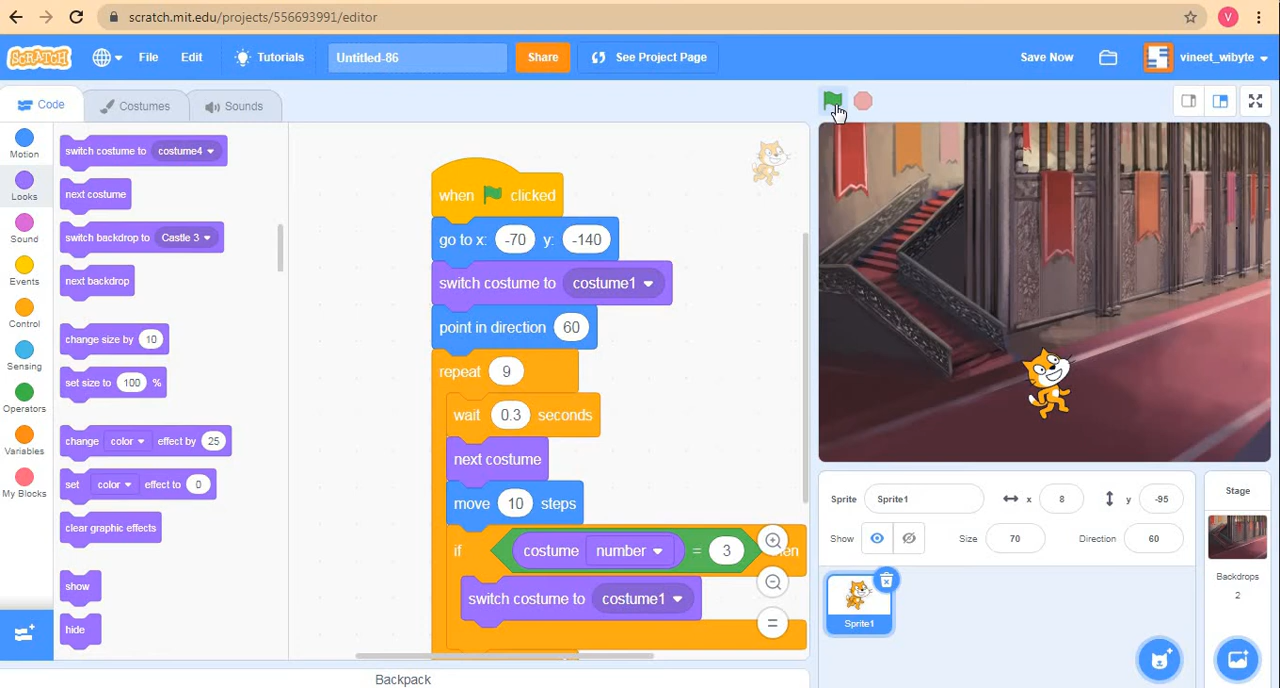 scratch.mit.edu/projects/556693991/editor
V
SCRATCH
File
Edit
Tutorials
Untitled-86
Share
See Project Page
Save Now
vineet_wibyte
Code
Costumes
Sounds
Motion
Looks
Sound
Events
Control
Sensing
Operators
Variables
My Blocks
switch costume to costume4
next costume
switch backdrop to Castle 3
next backdrop
change size by 10
set size to 100 %
change color effect by 25
set color effect to 0
clear graphic effects
show
hide
when clicked
go to x: -70 y: -140
switch costume to costume1
point in direction 60
repeat 9
wait 0.3 seconds
next costume
move 10 steps
if costume number = 3 then
switch costume to costume1
Backpack
Sprite Sprite1 x 8 y -95
Show Size 70 Direction 60
Sprite1
Stage
Backdrops
2